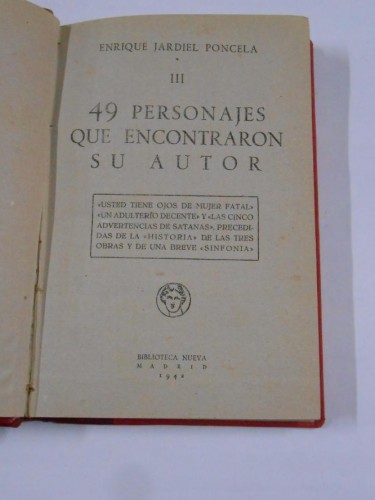 ENRIQUE JARDIEL PONCELA
III
49 PERSONAJES
QUE ENCONTRARON
SU AUTOR
«USTED TIENE OJOS DE MUJER FATAL»
«UN ADULTERIO DECENTE» Y «LAS CINCO
ADVERTENCIAS DE SATANAS», PRECEDI-
DAS DE LA «HISTORIA» DE LAS TRES
OBRAS Y DE UNA BREVE «SINFONIA»
BIBLIOTECA NUEVA
MADRID
1942